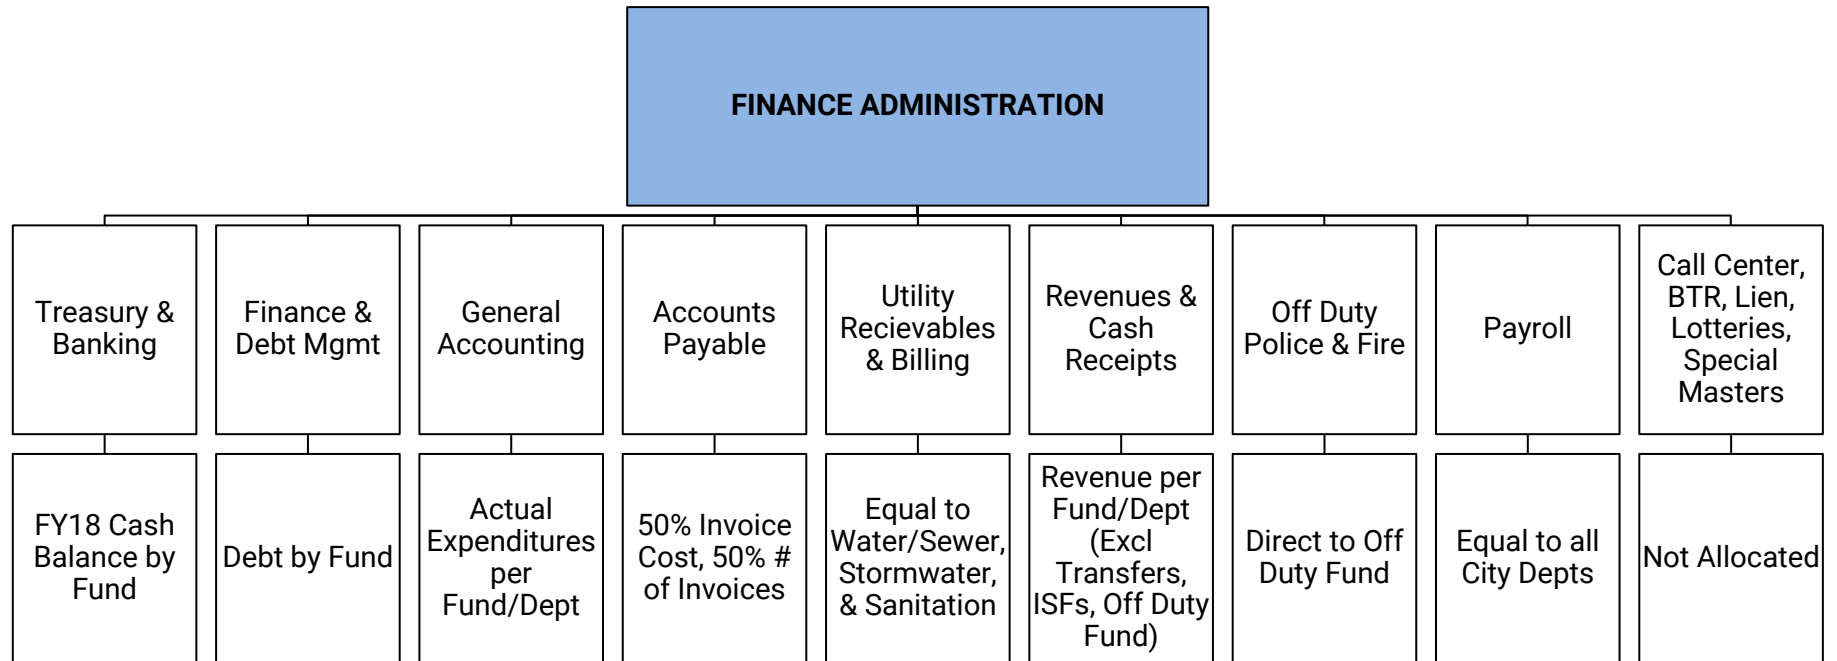 FINANCE ADMINISTRATION
Treasury &
Banking
Finance &
Debt Mgmt
General
Accounting
Accounts
Payable
Utility
Recievables
& Billing
Revenues &
Cash
Receipts
Off Duty
Police & Fire
Payroll
Call Center,
BTR, Lien,
Lotteries,
Special
Masters
FY18 Cash
Balance by
Fund
Debt by Fund
Actual
Expenditures
per
Fund/Dept
50% Invoice
Cost, 50% #
of Invoices
Equal to
Water/Sewer,
Stormwater,
& Sanitation
Revenue per
Fund/Dept
(Excl
Transfers,
ISFs, Off Duty
Fund)
Direct to Off
Duty Fund
Equal to all
City Depts
Not Allocated